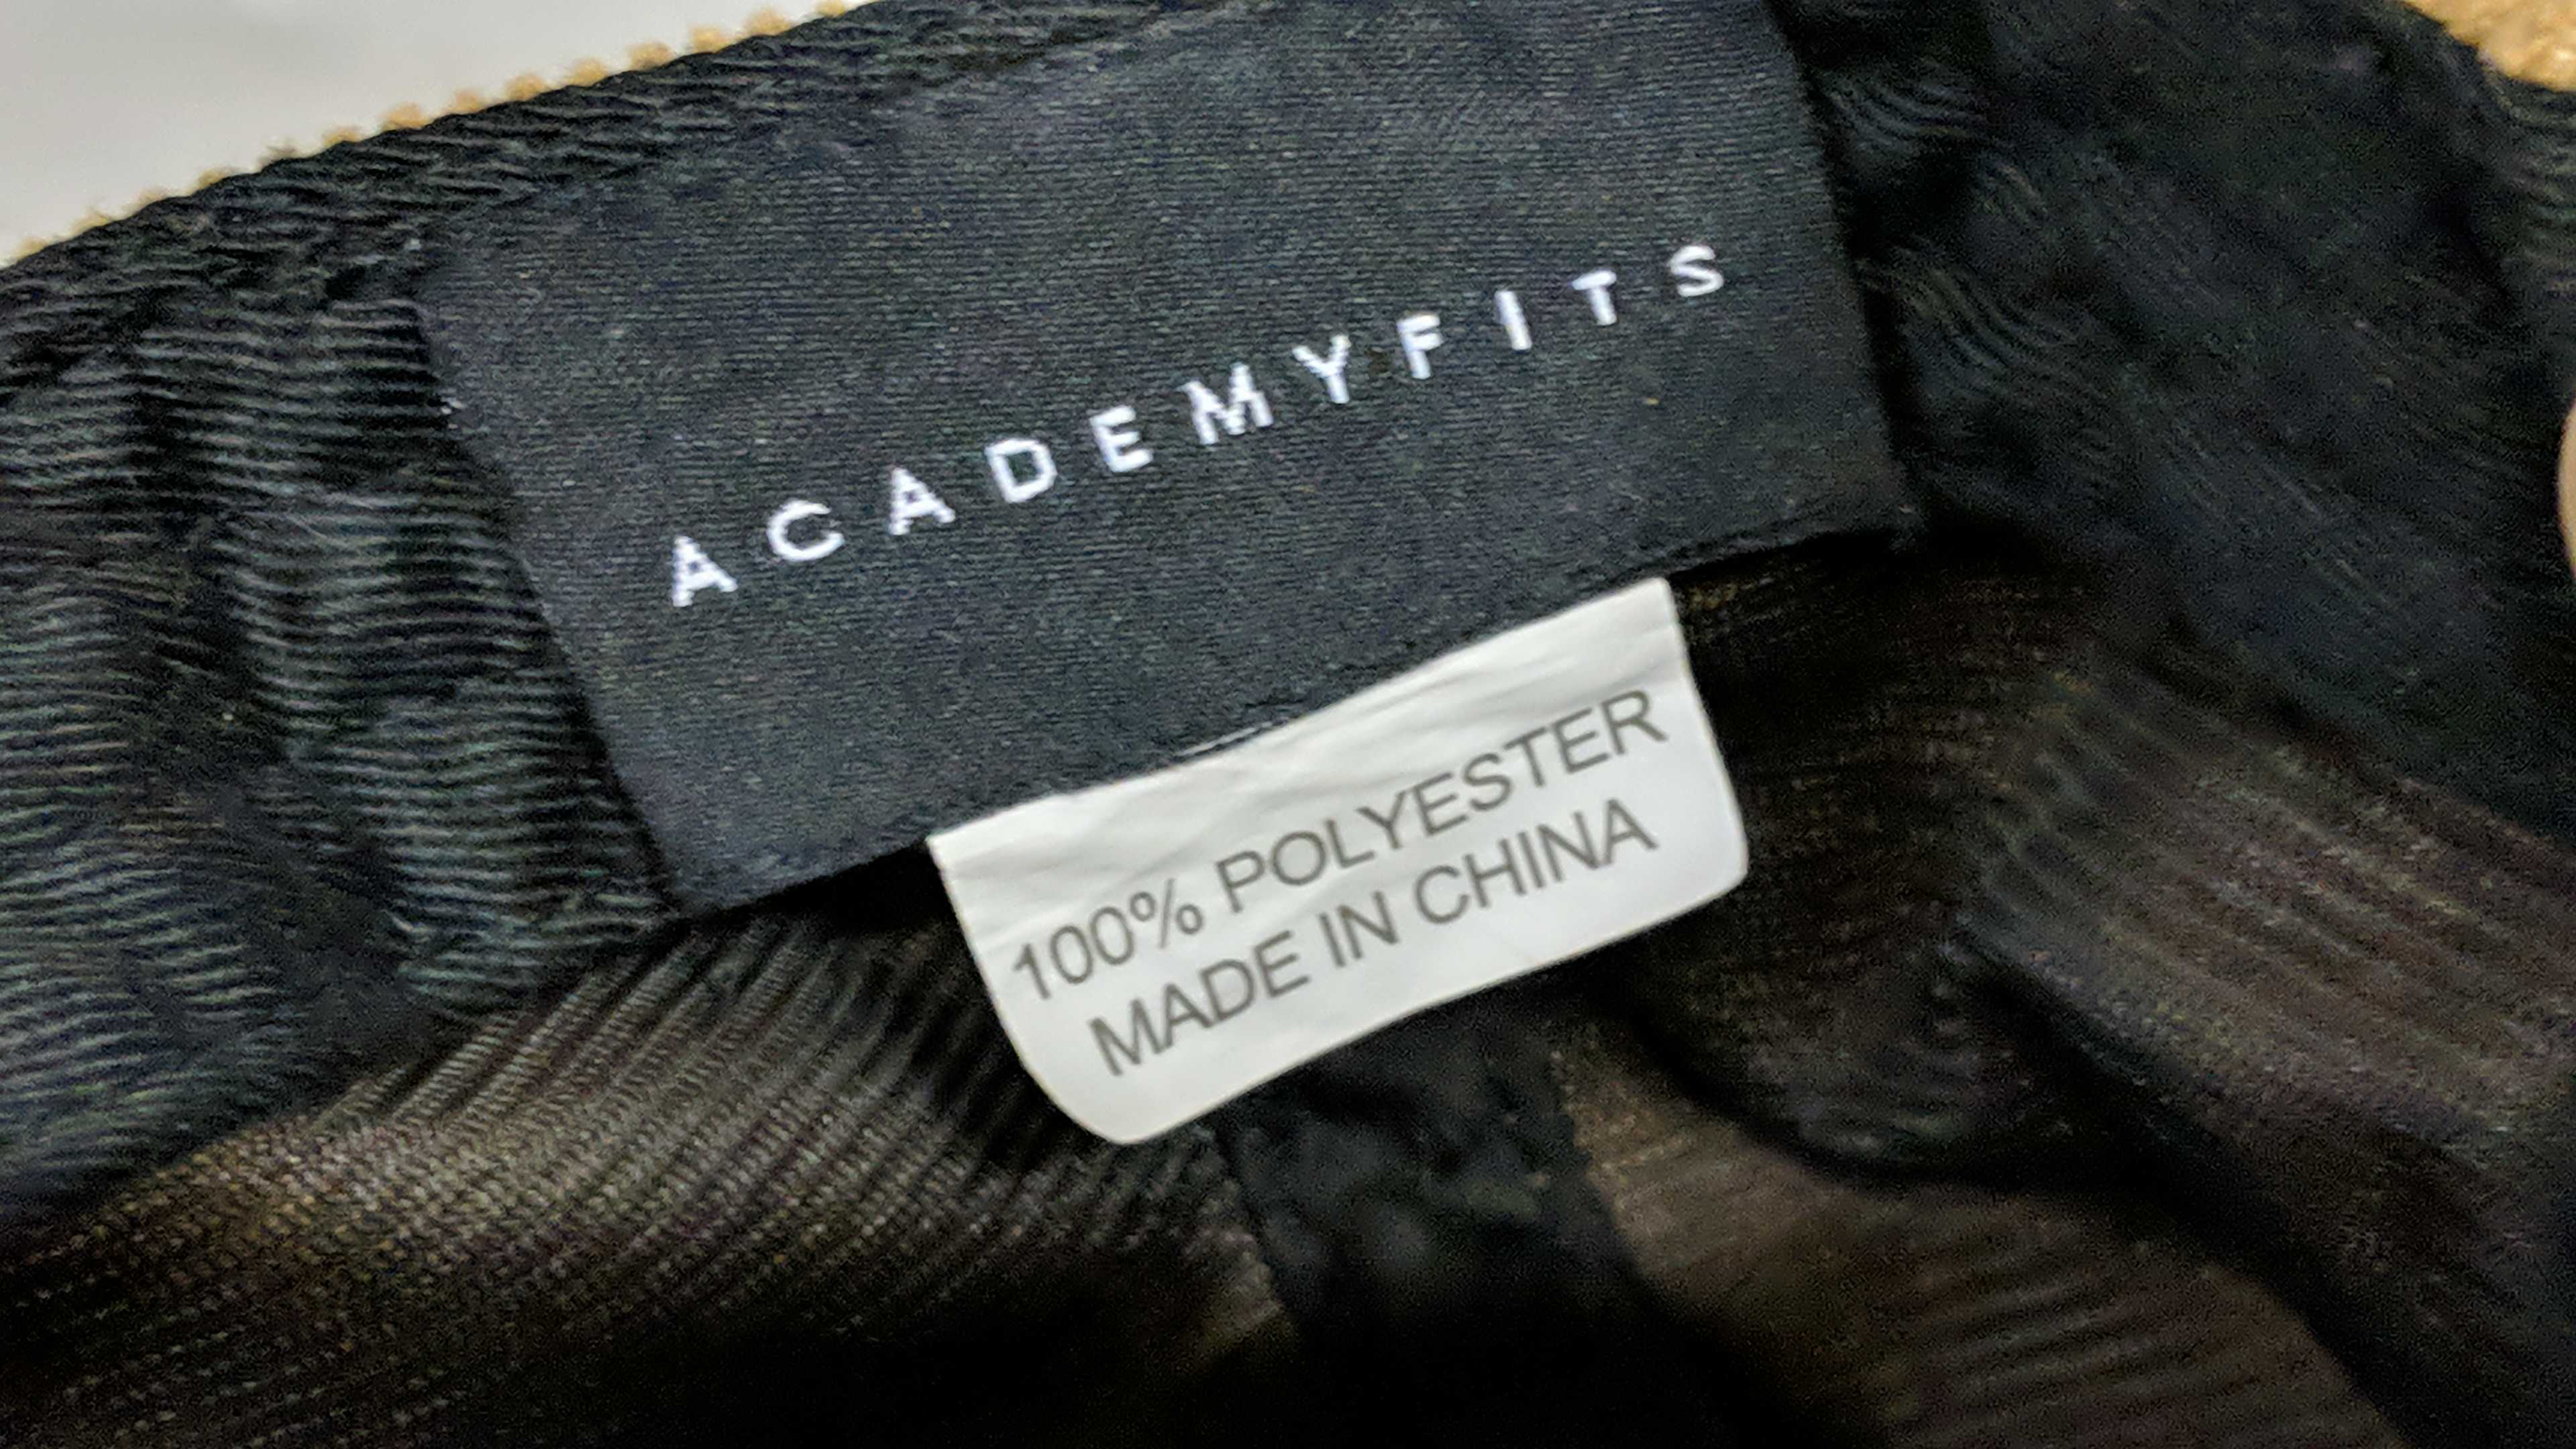 ACADEMYFITS
100% POLYESTER
MADE IN CHINA